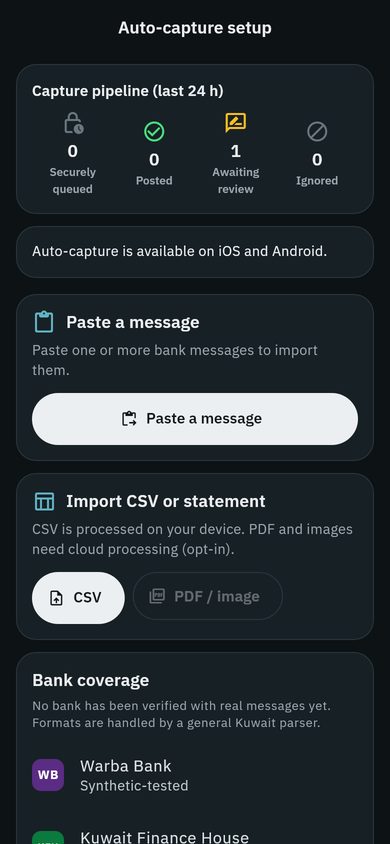 Auto-capture setup
Capture pipeline (last 24 h)
0
Securely
queued
0
Posted
1
Awaiting
review
0
Ignored
Auto-capture is available on iOS and Android.
Paste a message
Paste one or more bank messages to import
them.
Paste a message
Import CSV or statement
CSV is processed on your device. PDF and images
need cloud processing (opt-in).
CSV
PDF / image
Bank coverage
No bank has been verified with real messages yet.
Formats are handled by a general Kuwait parser.
WB
Warba Bank
Synthetic-tested
Kuwait Finance House